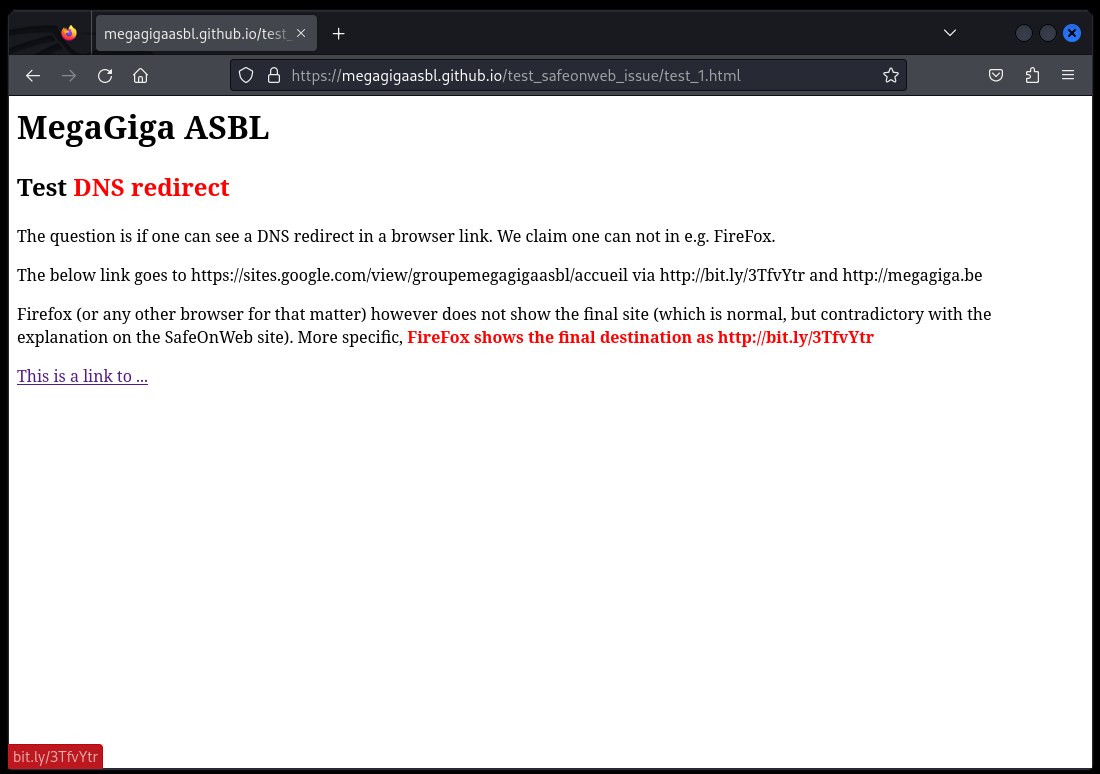 megagigaasbl.github.io/test_
https://megagigaasbl.github.io/test_safeonweb_issue/test_1.html
MegaGiga ASBL
Test DNS redirect
The question is if one can see a DNS redirect in a browser link. We claim one can not in e.g. FireFox.
The below link goes to https://sites.google.com/view/groupemegagigaasbl/accueil via http://bit.ly/3TfvYtr and http://megagiga.be
Firefox (or any other browser for that matter) however does not show the final site (which is normal, but contradictory with the
explanation on the SafeOnWeb site). More specific, FireFox shows the final destination as http://bit.ly/3TfvYtr
This is a link to ...
bit.ly/3TfvYtr